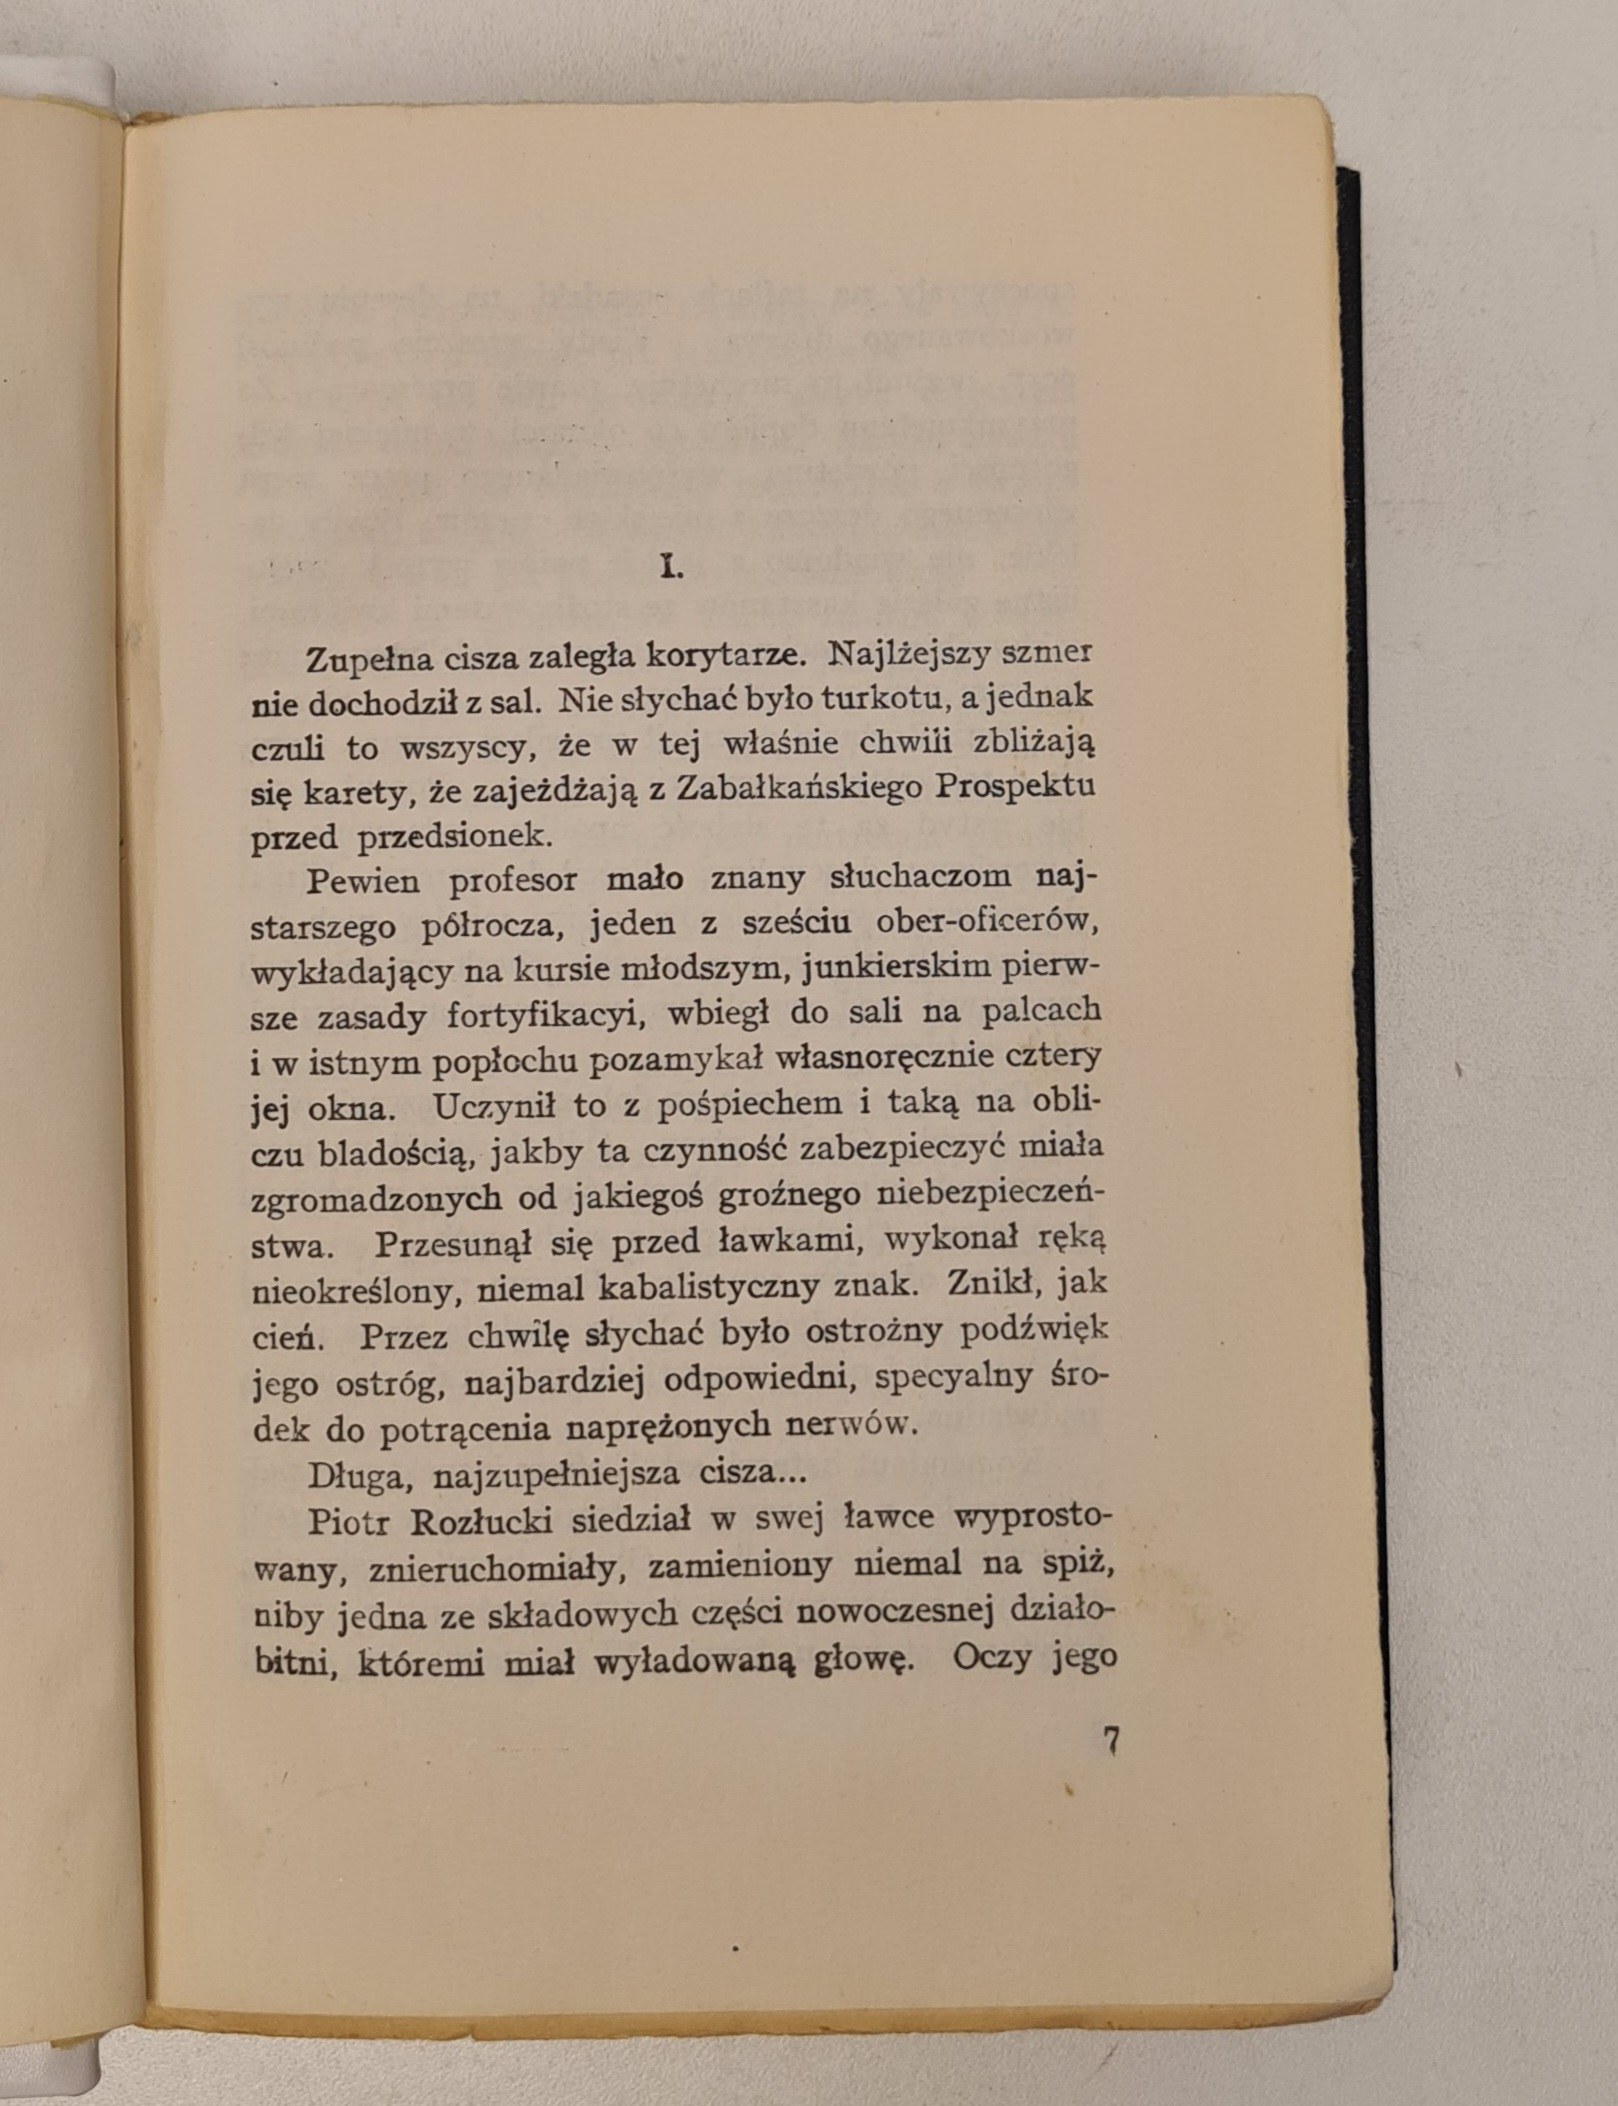 I.
Zupełna cisza zaległa korytarze. Najlżejszy szmer
nie dochodził z sal. Nie słychać było turkotu, a jednak
czuli to wszyscy, że w tej właśnie chwili zbliżają
się karety, że zajeżdżają z Zabałkańskiego Prospektu
przed przedsionek.
Pewien profesor mało znany słuchaczom naj-
starszego półrocza, jeden z sześciu ober-oficerów,
wykładający na kursie młodszym, junkierskim pierw-
sze zasady fortyfikacyi, wbiegł do sali na palcach
i w istnym popłochu pozamykał własnoręcznie cztery
jej okna. Uczynił to z pośpiechem i taką na obli-
czu bladością, jakby ta czynność zabezpieczyć miała
zgromadzonych od jakiegoś groźnego niebezpieczeń-
stwa. Przesunął się przed ławkami, wykonał ręką
nieokreślony, niemal kabalistyczny znak. Znikł, jak
cień. Przez chwilę słychać było ostrożny podźwięk
jego ostróg, najbardziej odpowiedni, specyalny śro-
dek do potrącenia naprężonych nerwów.
Długa, najzupełniejsza cisza...
Piotr Rozłucki siedział w swej ławce wyprosto-
wany, znieruchomiały, zamieniony niemal na spiż,
niby jedna ze składowych części nowoczesnej działo-
bitni, któremi miał wyładowaną głowę. Oczy jego
7